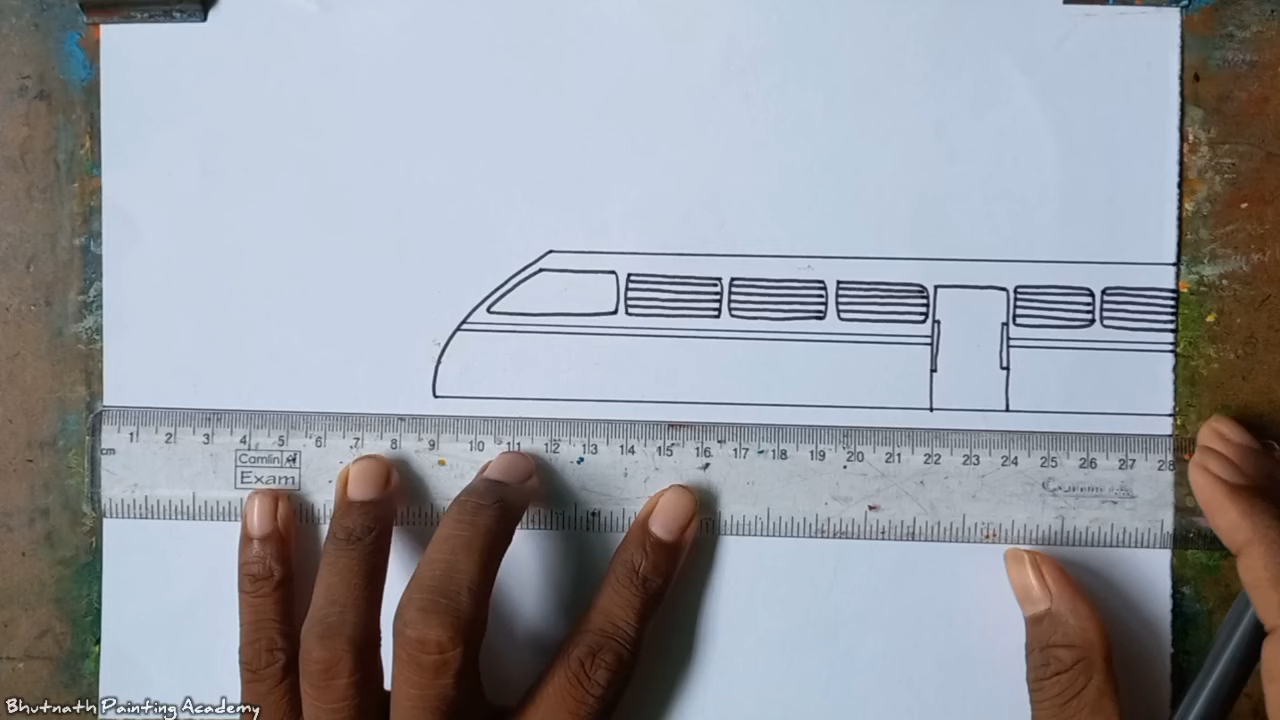 1 2 3 4 5 6 7 8 9 10 11 12 13 14 15 16 17 18 19 20 21 22 23 24 25 26 27 28
cm
Camlin
Exam
Bhutnath Painting Academy